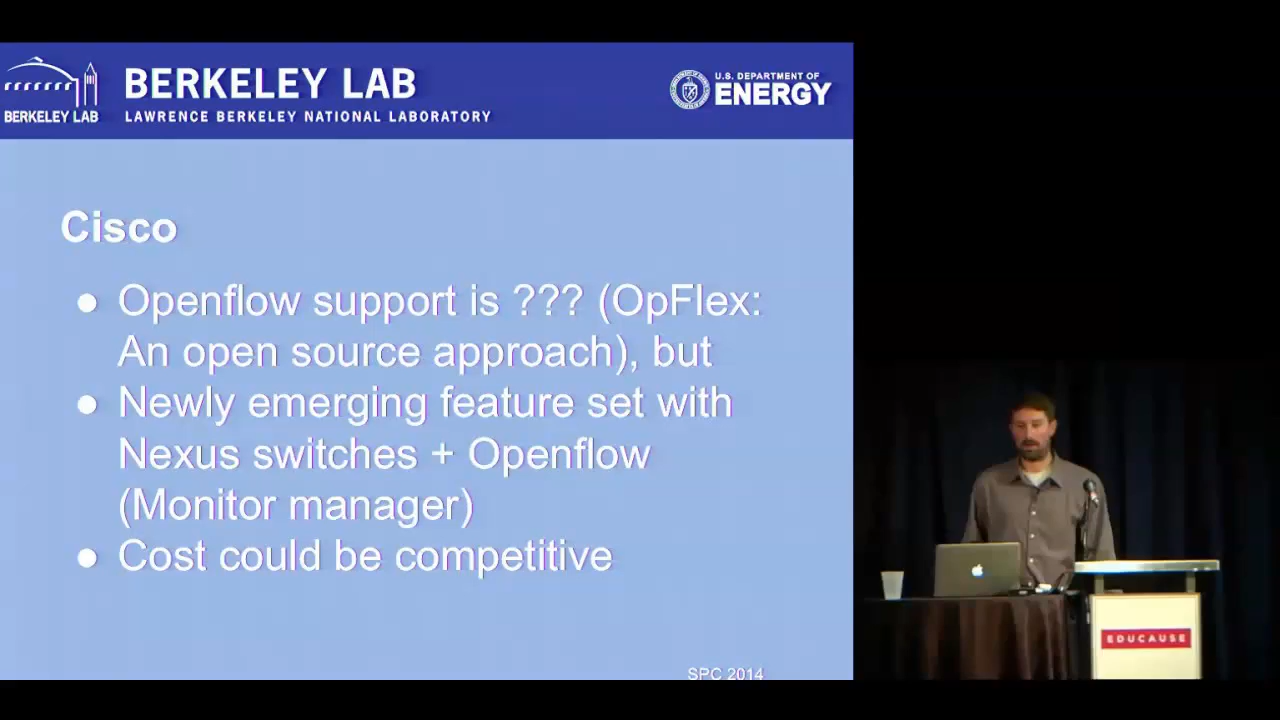 BERKELEY LAB
BERKELEY LAB
LAWRENCE BERKELEY NATIONAL LABORATORY
U.S. DEPARTMENT OF
ENERGY
Cisco
● Openflow support is ??? (OpFlex:
An open source approach), but
● Newly emerging feature set with
Nexus switches + Openflow
(Monitor manager)
● Cost could be competitive
SPC 2014
EDUCAUSE